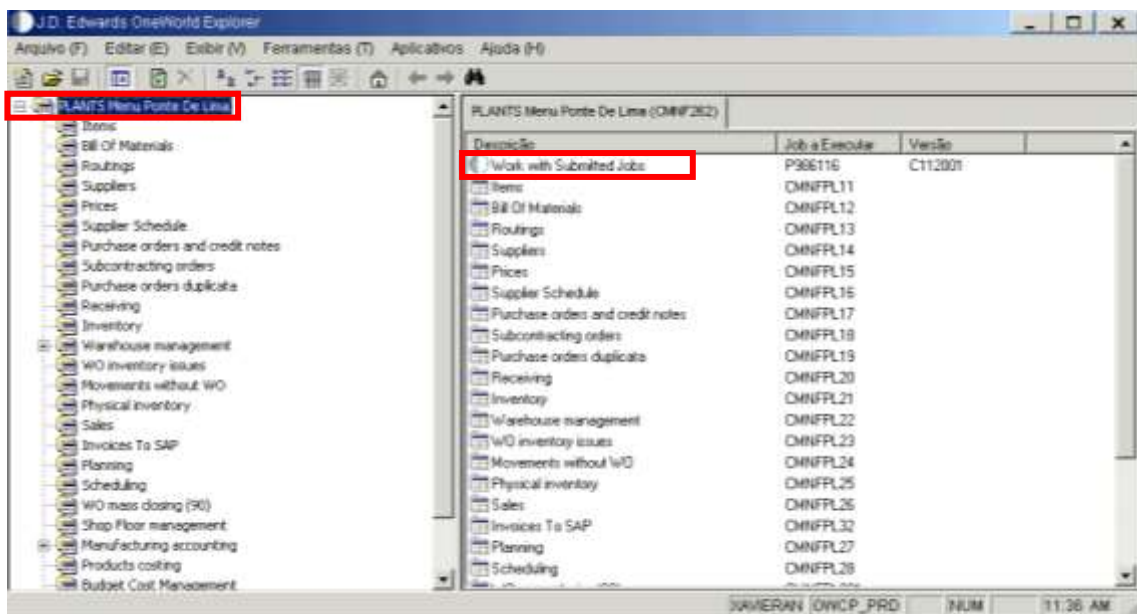 J.D. Edwards OneWorld Explorer
Arquivo (F) Editar (E) Exibir (V) Ferramentas (T) Aplicativos Ajuda (H)
PLANTS Menu Ponte De Lima
Items
Bill Of Materials
Routings
Suppliers
Prices
Supplier Schedule
Purchase orders and credit notes
Subcontracting orders
Purchase orders duplicata
Receiving
Inventory
Warehouse management
WO inventory issues
Movements without WO
Physical inventory
Sales
Invoices To SAP
Planning
Scheduling
WO mass closing (90)
Shop Floor management
Manufacturing accounting
Products costing
Budget Cost Management
PLANTS Menu Ponte De Lima (CMNF262)
Descrição Job a Executar Versão
Work with Submitted Jobs P986116 C112001
Items CMNFPL11
Bill Of Materials CMNFPL12
Routings CMNFPL13
Suppliers CMNFPL14
Prices CMNFPL15
Supplier Schedule CMNFPL16
Purchase orders and credit notes CMNFPL17
Subcontracting orders CMNFPL18
Purchase orders duplicata CMNFPL19
Receiving CMNFPL20
Inventory CMNFPL21
Warehouse management CMNFPL22
WO inventory issues CMNFPL23
Movements without WO CMNFPL24
Physical inventory CMNFPL25
Sales CMNFPL26
Invoices To SAP CMNFPL32
Planning CMNFPL27
Scheduling CMNFPL28
XAVIERAN OWCP_PRD NUM 11:36 AM